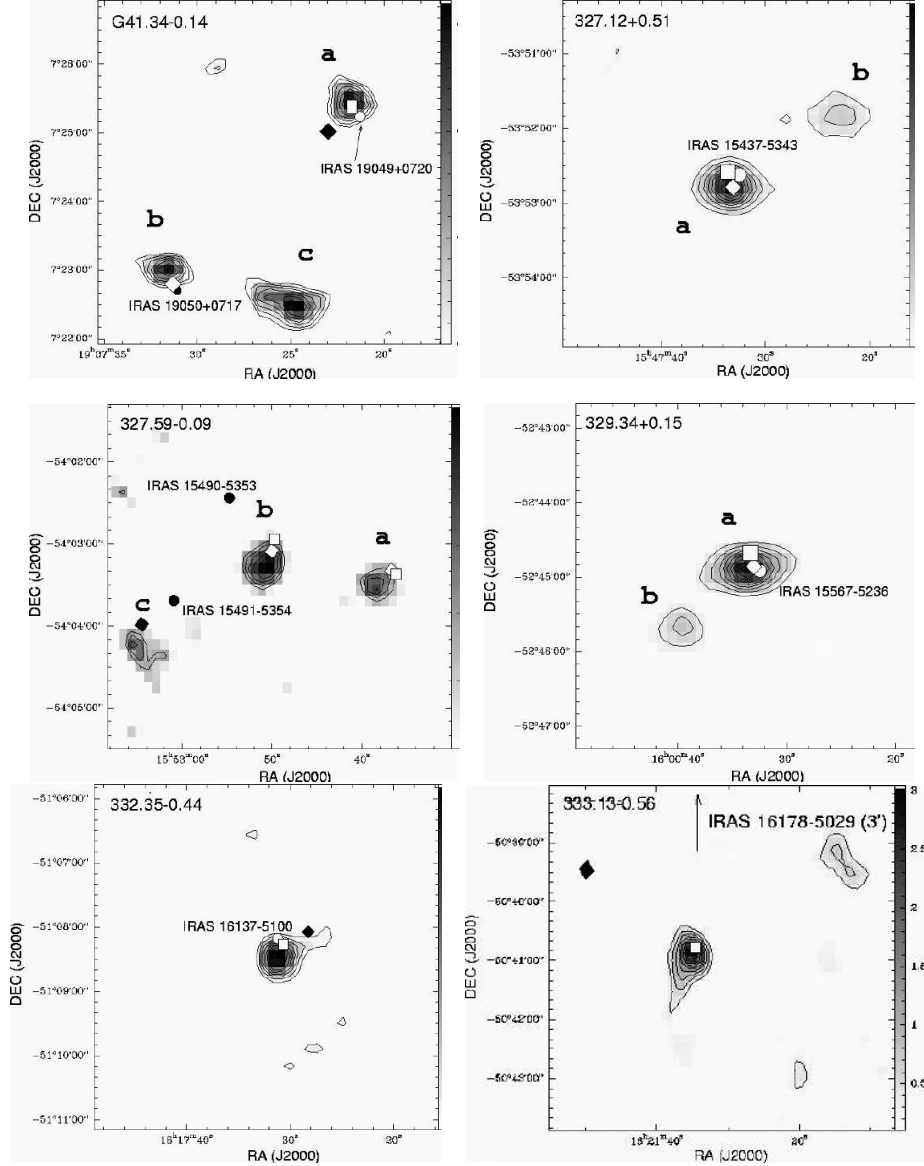 G41.34-0.14
a
7°26'00"
7°25'00"
IRAS 19049+0720
7°24'00"
b
c
7°23'00"
IRAS 19050+0717
7°22'00"
19ʰ07ᵐ35ˢ
30ˢ
25ˢ
20ˢ
RA (J2000)
DEC (J2000)
327.12+0.51
-53°51'00"
b
-53°52'00"
IRAS 15437-5343
-53°53'00"
a
-53°54'00"
15ʰ47ᵐ40ˢ
30ˢ
20ˢ
RA (J2000)
DEC (J2000)
327.59-0.09
-54°02'00"
IRAS 15490-5353
b
a
-54°03'00"
IRAS 15491-5354
c
-54°04'00"
-54°05'00"
15ʰ53ᵐ00ˢ
50ˢ
40ˢ
RA (J2000)
DEC (J2000)
329.34+0.15
-52°43'00"
-52°44'00"
a
-52°45'00"
IRAS 15567-5236
b
-52°46'00"
-52°47'00"
16ʰ00ᵐ40ˢ
30ˢ
20ˢ
RA (J2000)
DEC (J2000)
332.35-0.44
-51°06'00"
-51°07'00"
IRAS 16137-5100
-51°08'00"
-51°09'00"
-51°10'00"
-51°11'00"
16ʰ17ᵐ40ˢ
30ˢ
20ˢ
RA (J2000)
DEC (J2000)
333.13-0.56
IRAS 16178-5029 (3')
-50°39'00"
-50°40'00"
-50°41'00"
-50°42'00"
-50°43'00"
16ʰ21ᵐ40ˢ
20ˢ
RA (J2000)
DEC (J2000)
3
2.5
2
1.5
1
0.5